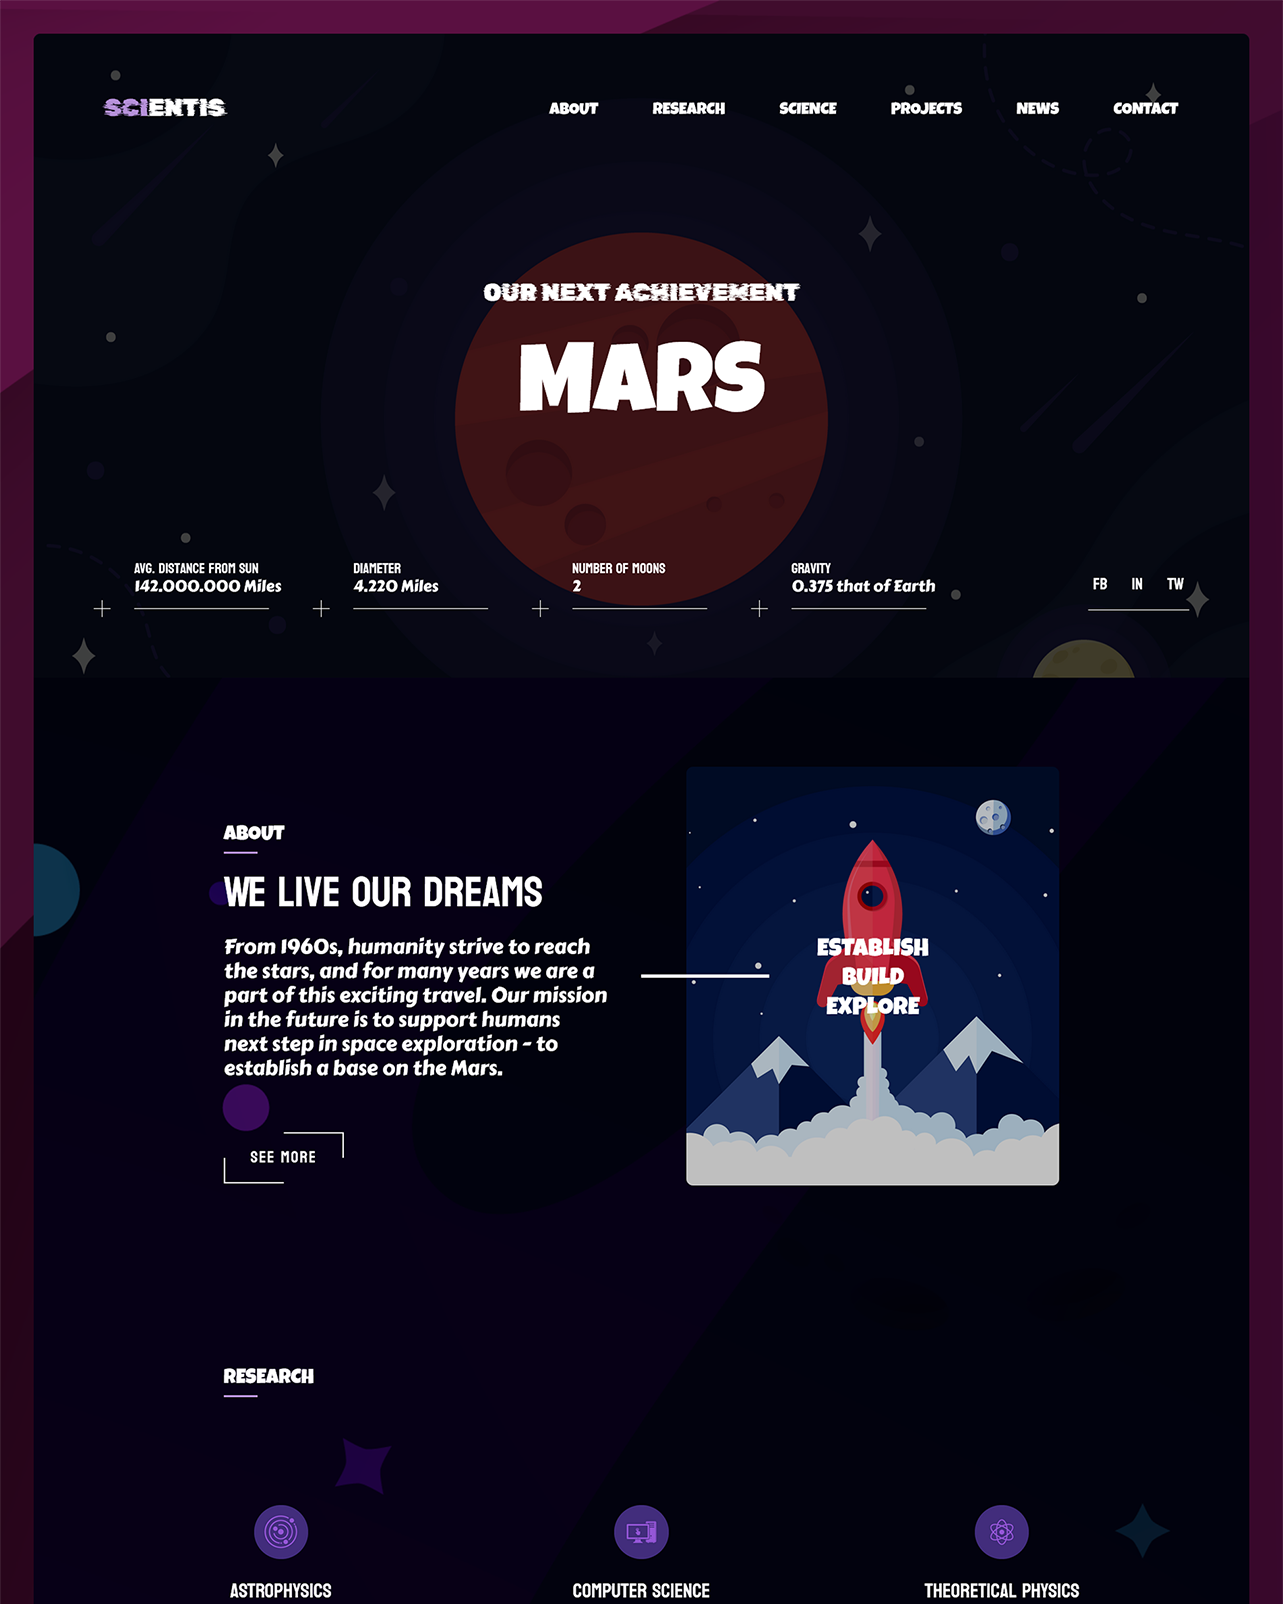 SCIENTIS
ABOUT RESEARCH SCIENCE PROJECTS NEWS CONTACT
OUR NEXT ACHIEVEMENT
MARS
AVG. DISTANCE FROM SUN
142.000.000 Miles
DIAMETER
4.220 Miles
NUMBER OF MOONS
2
GRAVITY
0.375 that of Earth
FB IN TW
ABOUT
WE LIVE OUR DREAMS
From 1960s, humanity strive to reach
the stars, and for many years we are a
part of this exciting travel. Our mission
in the future is to support humans
next step in space exploration - to
establish a base on the Mars.
SEE MORE
ESTABLISH
BUILD
EXPLORE
RESEARCH
ASTROPHYSICS
COMPUTER SCIENCE
THEORETICAL PHYSICS